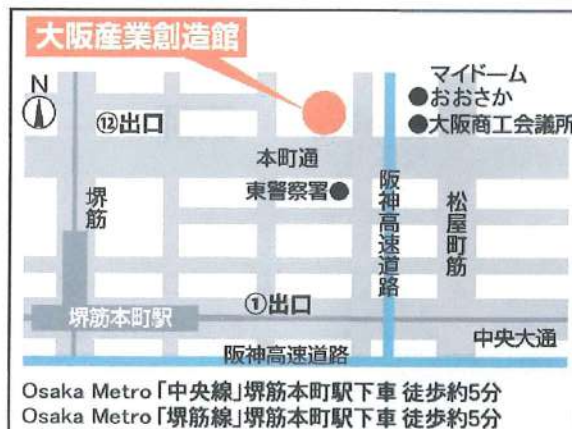 大阪産業創造館
N
⑫出口
マイドーム
●おおさか
●大阪商工会議所
本町通
東警察署●
堺筋
阪神高速道路
松屋町筋
①出口
堺筋本町駅
中央大通
阪神高速道路
Osaka Metro「中央線」堺筋本町駅下車 徒歩約5分
Osaka Metro「堺筋線」堺筋本町駅下車 徒歩約5分